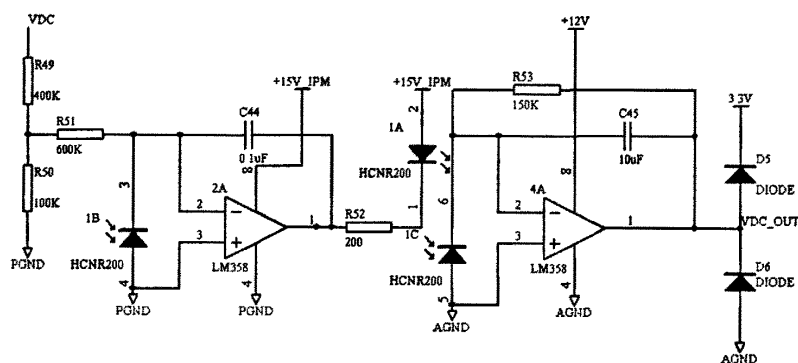 VDC
+12V
R49
400K
+15V_IPM
+15V_IPM
R53
150K
3.3V
R51
600K
C44
0.1uF
2
1A
HCNR200
C45
10uF
D5
DIODE
R50
100K
3
8
2A
1
6
8
4A
1B
2
1
R52
200
1C
2
1
VDC_OUT
3
3
HCNR200
LM358
HCNR200
LM358
D6
DIODE
4
4
5
4
PGND
PGND
PGND
AGND
AGND
AGND